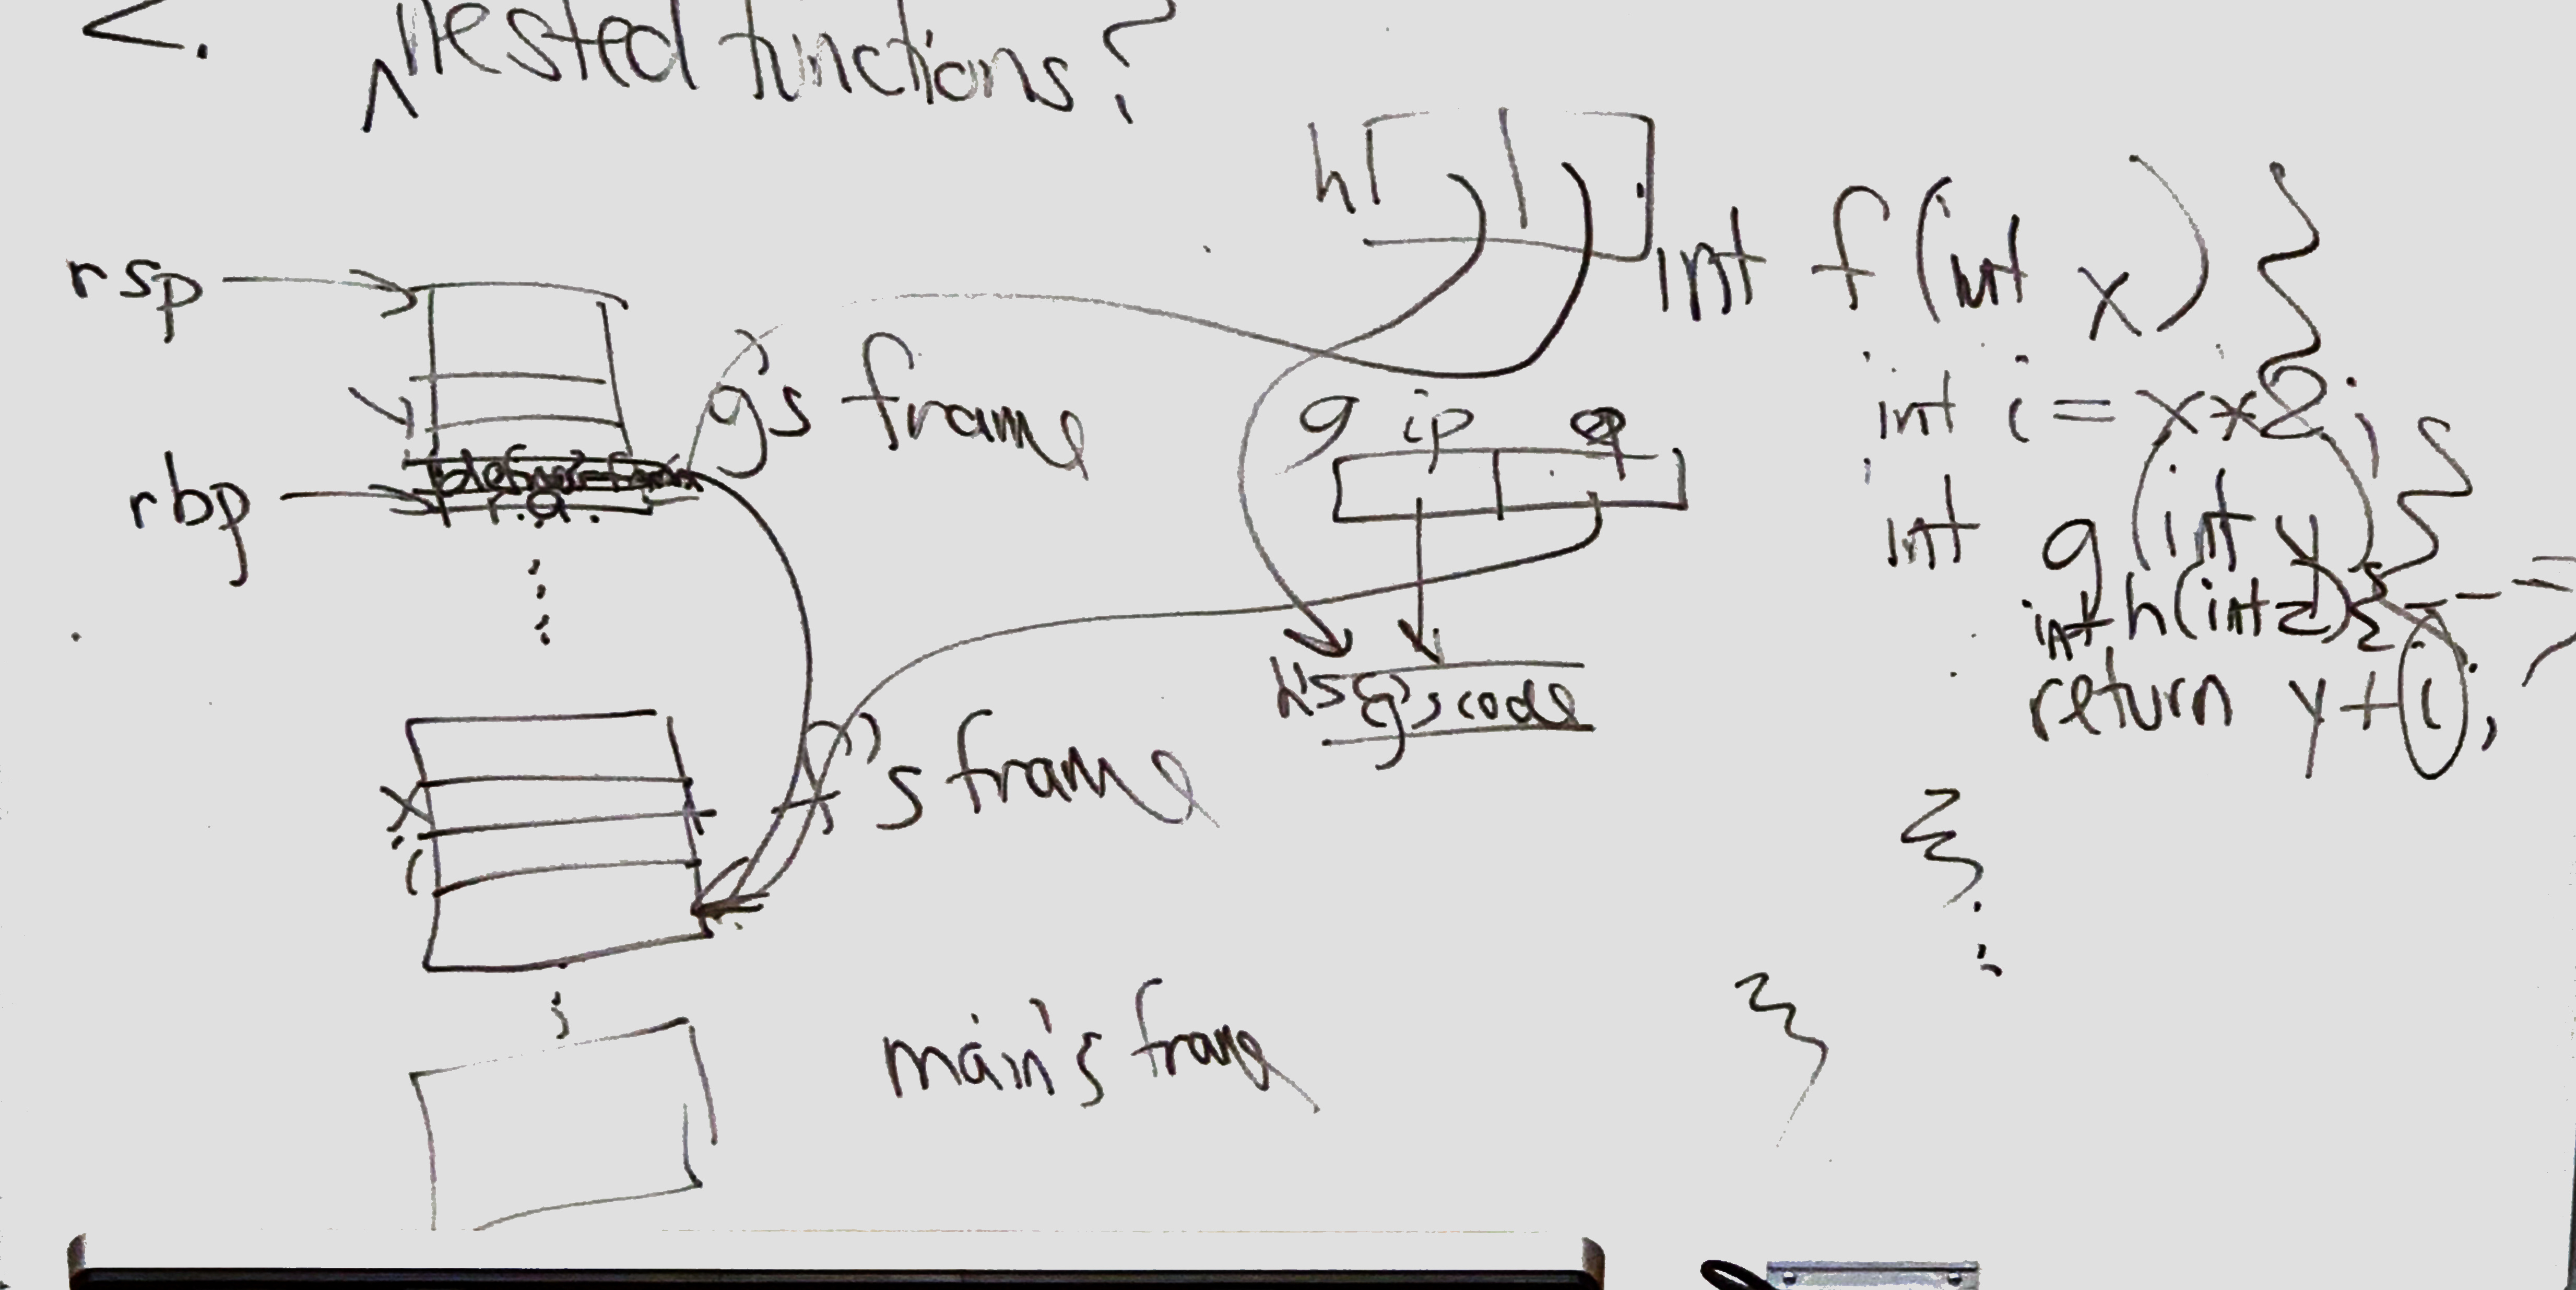 2. Nested functions?
h
int f(int x) {
rsp
g's frame
int i = x*2;
y
g ip
rbp
r.a.
int g(int y) {
int h(int z) {
return y+i;
h's g's code
x
f's frame
i
}
}
main's frame